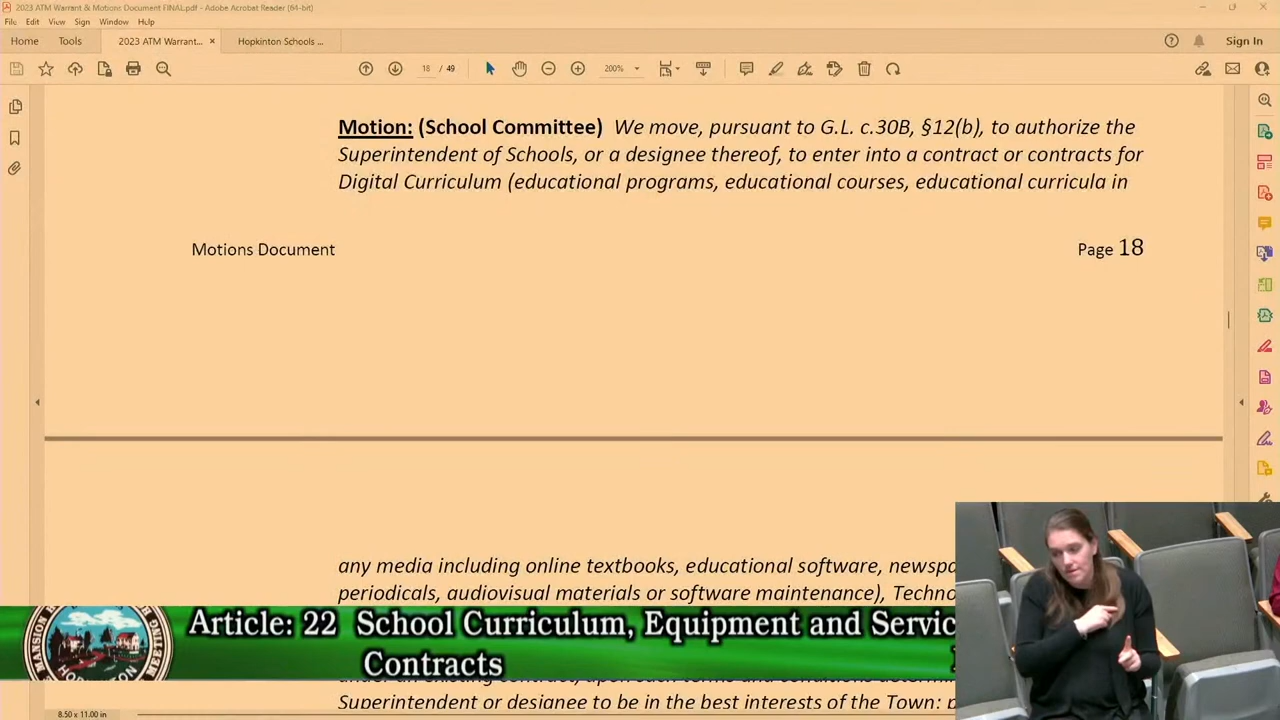 2023 ATM Warrant & Motions Document FINAL.pdf - Adobe Acrobat Reader (64-bit)
File Edit View Sign Window Help
Home Tools 2023 ATM Warrant... × Hopkinton Schools ... Sign In
18 / 49 200%
Motion: (School Committee) We move, pursuant to G.L. c.30B, §12(b), to authorize the
Superintendent of Schools, or a designee thereof, to enter into a contract or contracts for
Digital Curriculum (educational programs, educational courses, educational curricula in
Motions Document Page 18
any media including online textbooks, educational software,
periodicals, audiovisual materials or software maintenance),
Article: 22 School Curriculum, Equipment and
Contracts
Superintendent or designee to be in the best interests of the Town:
8.50 x 11.00 in